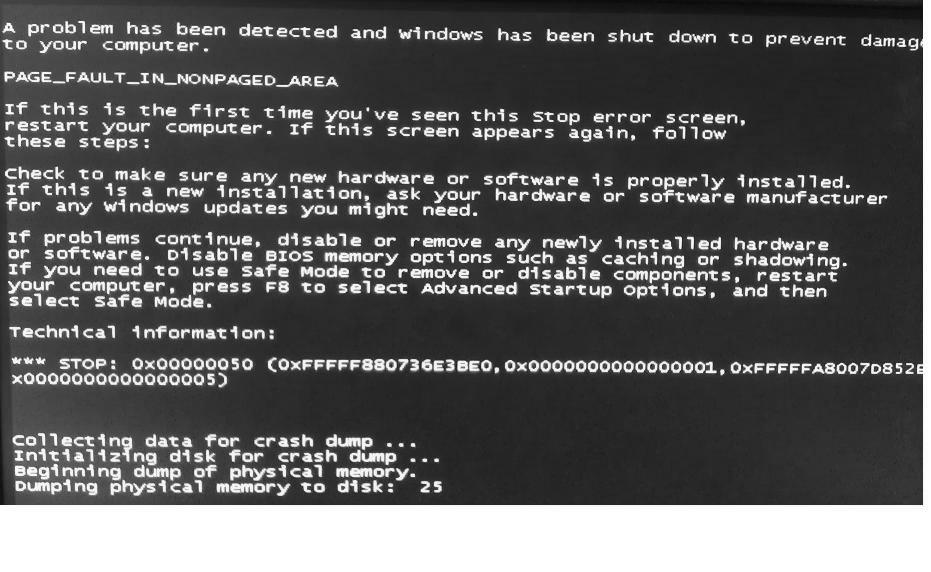 A problem has been detected and windows has been shut down to prevent damage
to your computer.
PAGE_FAULT_IN_NONPAGED_AREA
If this is the first time you've seen this Stop error screen,
restart your computer. If this screen appears again, follow
these steps:
Check to make sure any new hardware or software is properly installed.
If this is a new installation, ask your hardware or software manufacturer
for any windows updates you might need.
If problems continue, disable or remove any newly installed hardware
or software. Disable BIOS memory options such as caching or shadowing.
If you need to use Safe Mode to remove or disable components, restart
your computer, press F8 to select Advanced Startup Options, and then
select Safe Mode.
Technical information:
*** STOP: 0x00000050 (0xFFFFF880736E3BE0,0x0000000000000001,0xFFFFFA8007D852
x0000000000000005)
Collecting data for crash dump ...
Initializing disk for crash dump ...
Beginning dump of physical memory.
Dumping physical memory to disk: 25